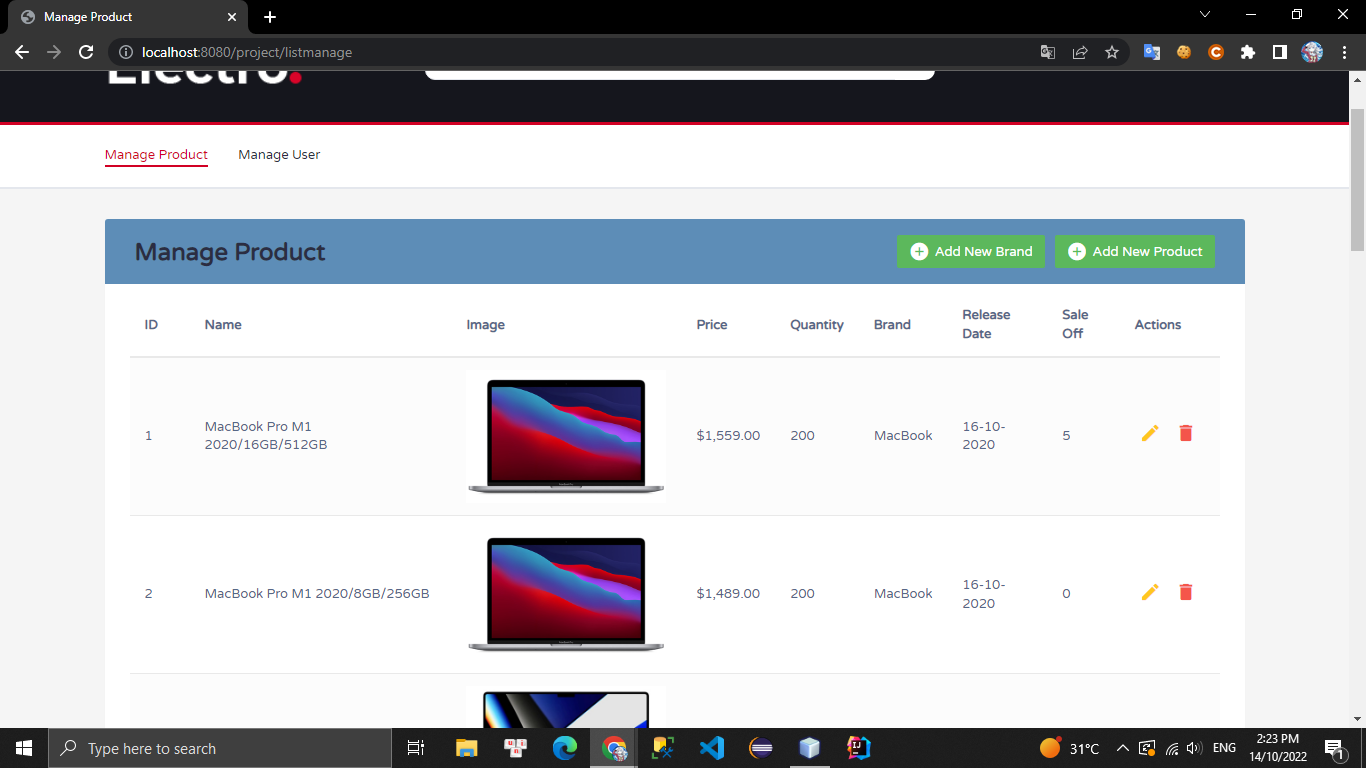 Manage Product
localhost:8080/project/listmanage
Electro.
Manage Product Manage User
Manage Product Add New Brand Add New Product
ID Name Image Price Quantity Brand Release Date Sale Off Actions
1 MacBook Pro M1 2020/16GB/512GB $1,559.00 200 MacBook 16-10-2020 5
2 MacBook Pro M1 2020/8GB/256GB $1,489.00 200 MacBook 16-10-2020 0
Type here to search 31°C ENG 2:23 PM
14/10/2022 1